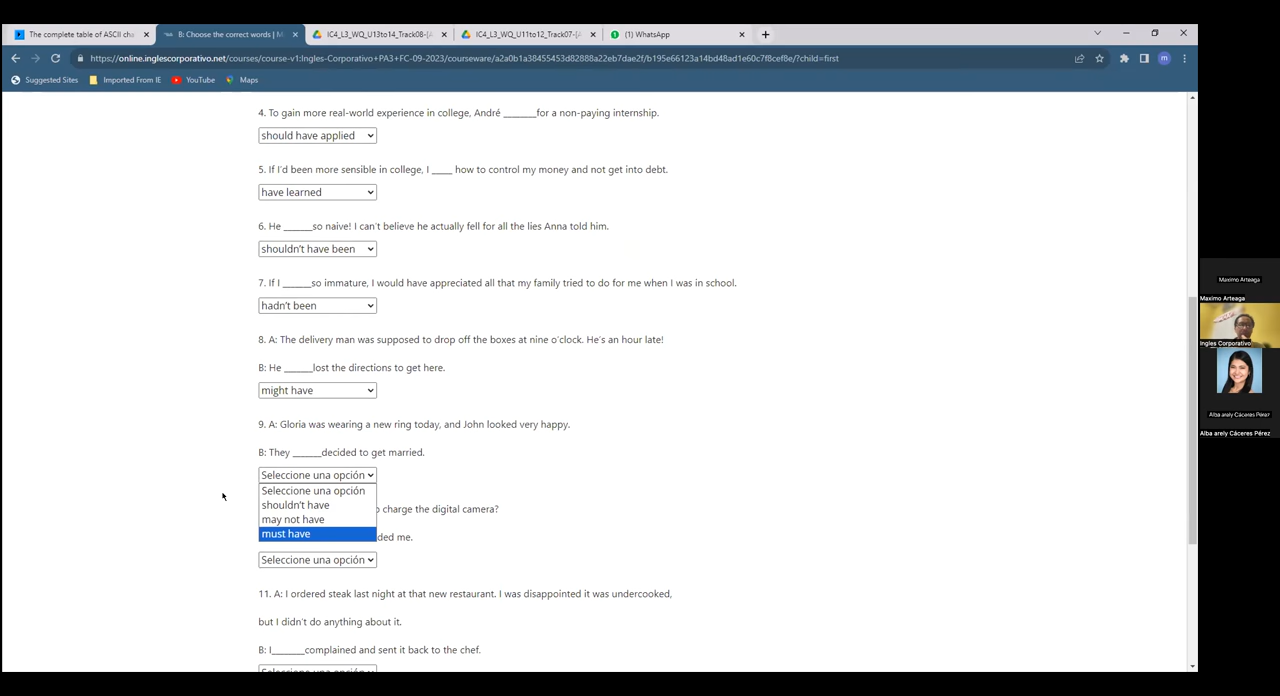 The complete table of ASCII cha
B: Choose the correct words | M
IC4_L3_WQ_U13to14_Track08-[A
IC4_L3_WQ_U11to12_Track07-[A
(1) WhatsApp
https://online.inglescorporativo.net/courses/course-v1:Ingles-Corporativo+PA3+FC-09-2023/courseware/a2a0b1a38455453d82888a22eb7dae2f/b195e66123a14bd48ad1e60c7f8cef8e/?child=first
m
Suggested Sites
Imported From IE
YouTube
Maps
4. To gain more real-world experience in college, André _______for a non-paying internship.
should have applied
5. If I'd been more sensible in college, I ____ how to control my money and not get into debt.
have learned
6. He ______so naive! I can't believe he actually fell for all the lies Anna told him.
shouldn't have been
7. If I ______so immature, I would have appreciated all that my family tried to do for me when I was in school.
hadn't been
8. A: The delivery man was supposed to drop off the boxes at nine o'clock. He's an hour late!
B: He ______lost the directions to get here.
might have
9. A: Gloria was wearing a new ring today, and John looked very happy.
B: They ______decided to get married.
Seleccione una opción
Seleccione una opción
shouldn't have
may not have
must have
o charge the digital camera?
ded me.
Seleccione una opción
11. A: I ordered steak last night at that new restaurant. I was disappointed it was undercooked,
but I didn't do anything about it.
B: I_______complained and sent it back to the chef.
Maximo Arteaga
Maximo Arteaga
Ingles Corporativo
Alba arely Cáceres Pérez
Alba arely Cáceres Pérez